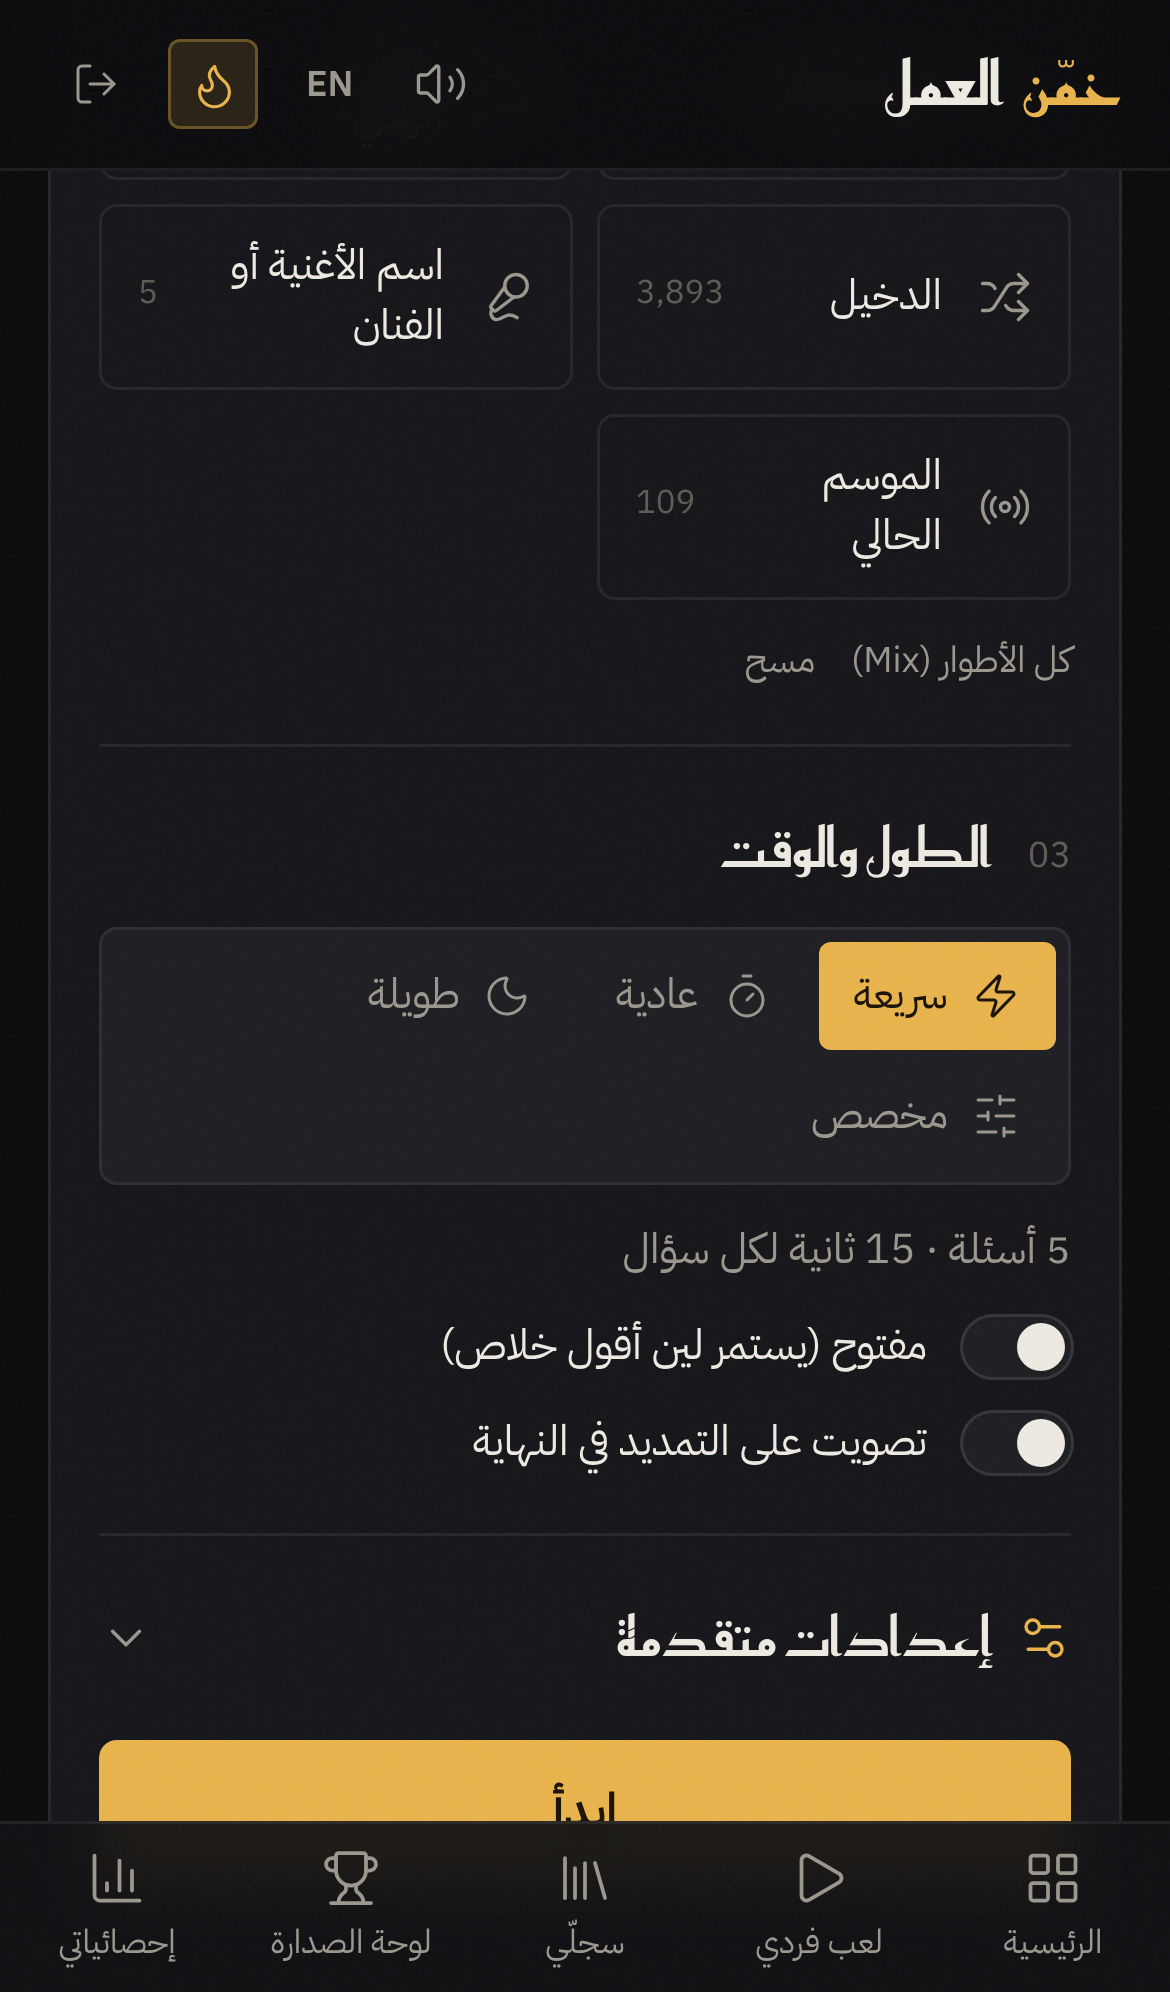 خمّن العمل
EN
الدخيل
3,893
اسم الأغنية أو
الفنان
5
الموسم
الحالي
109
كل الأطوار (Mix)
مسح
03
الطول والوقت
سريعة
عادية
طويلة
مخصص
5 أسئلة · 15 ثانية لكل سؤال
مفتوح (يستمر لين أقول خلاص)
تصويت على التمديد في النهاية
إعدادات متقدمة
ابدأ
الرئيسية
لعب فردي
سجلّي
لوحة الصدارة
إحصائياتي